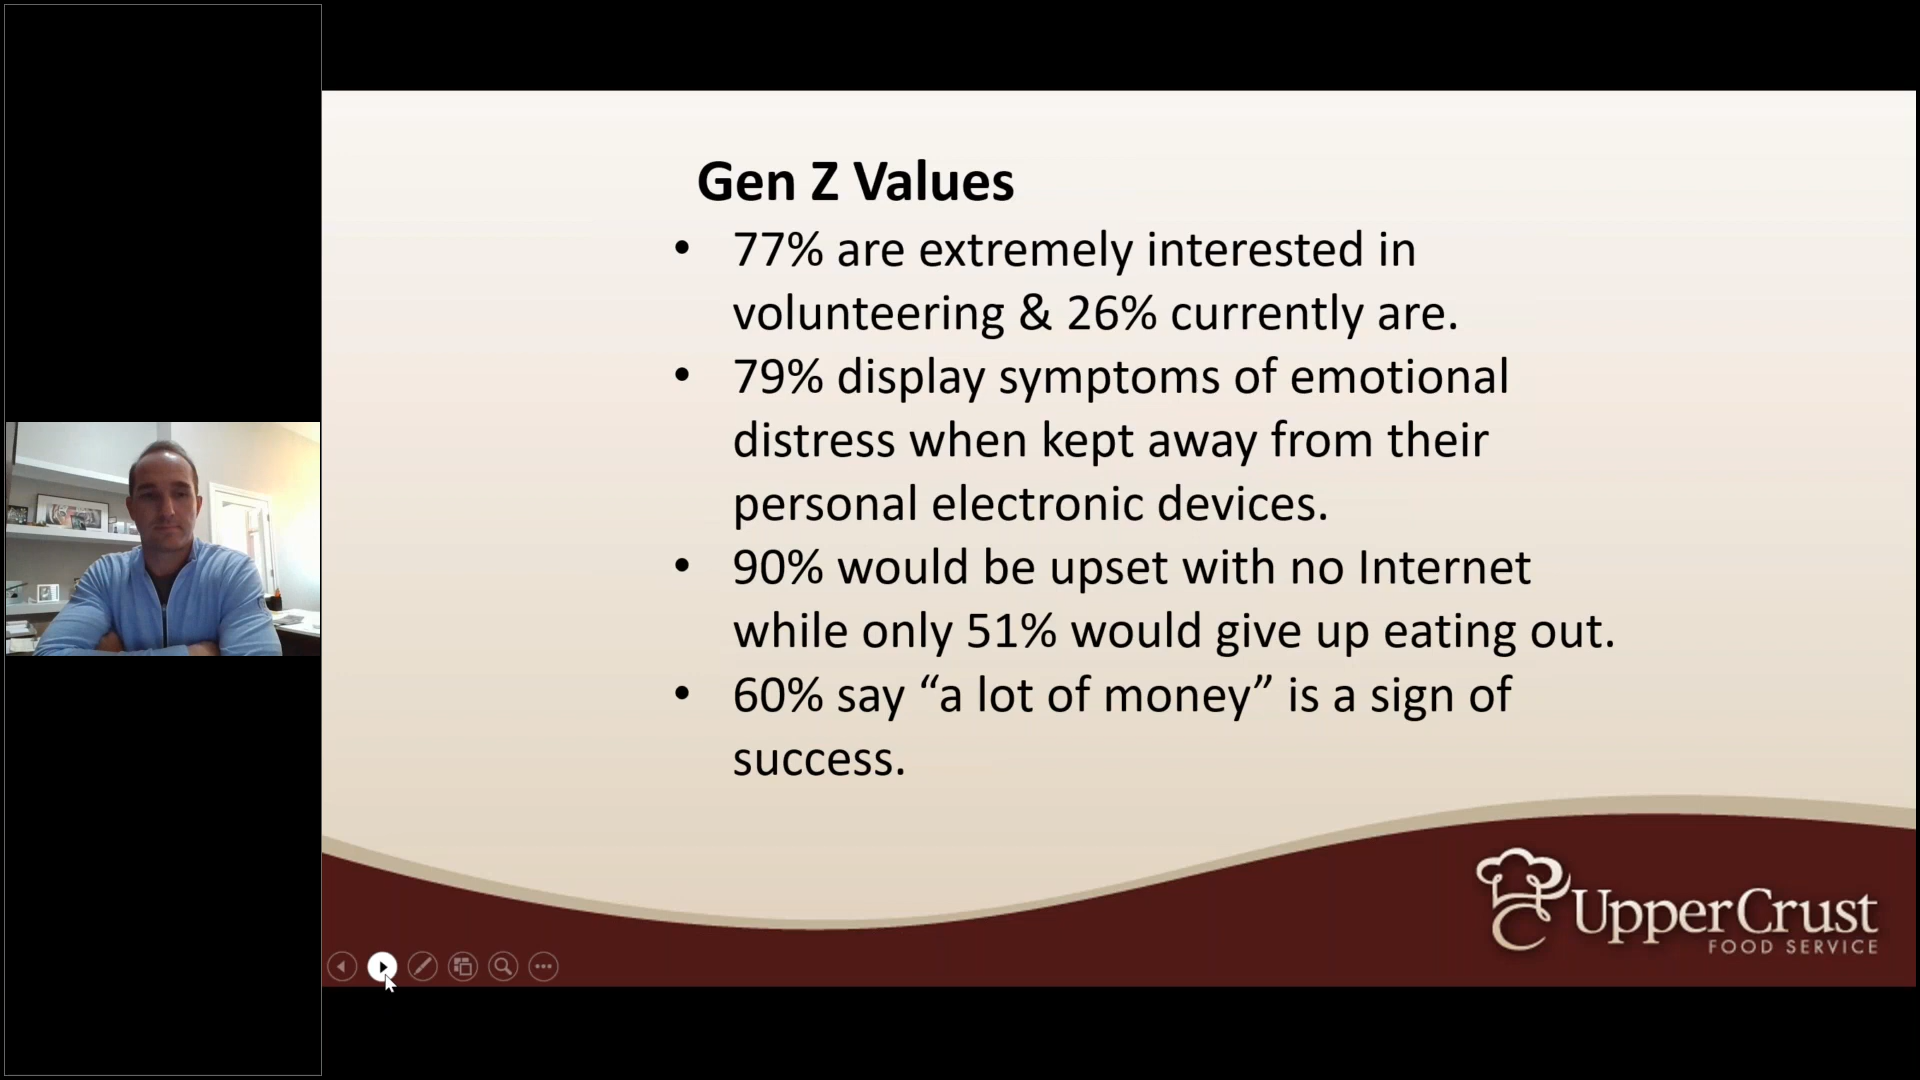 Gen Z Values
• 77% are extremely interested in
volunteering & 26% currently are.
• 79% display symptoms of emotional
distress when kept away from their
personal electronic devices.
• 90% would be upset with no Internet
while only 51% would give up eating out.
• 60% say “a lot of money” is a sign of
success.
UpperCrust
FOOD SERVICE